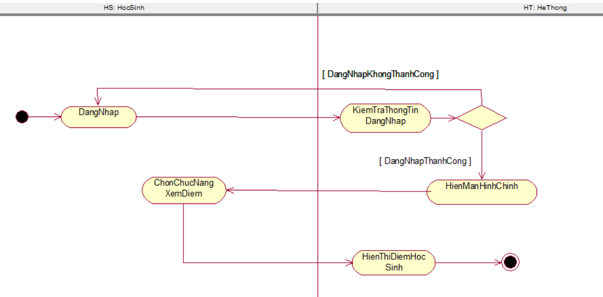 HS: HocSinh
HT: HeThong
[ DangNhapKhongThanhCong ]
DangNhap
KiemTraThongTin
DangNhap
[ DangNhapThanhCong ]
ChonChucNang
XemDiem
HienManHinhChinh
HienThiDiemHoc
Sinh